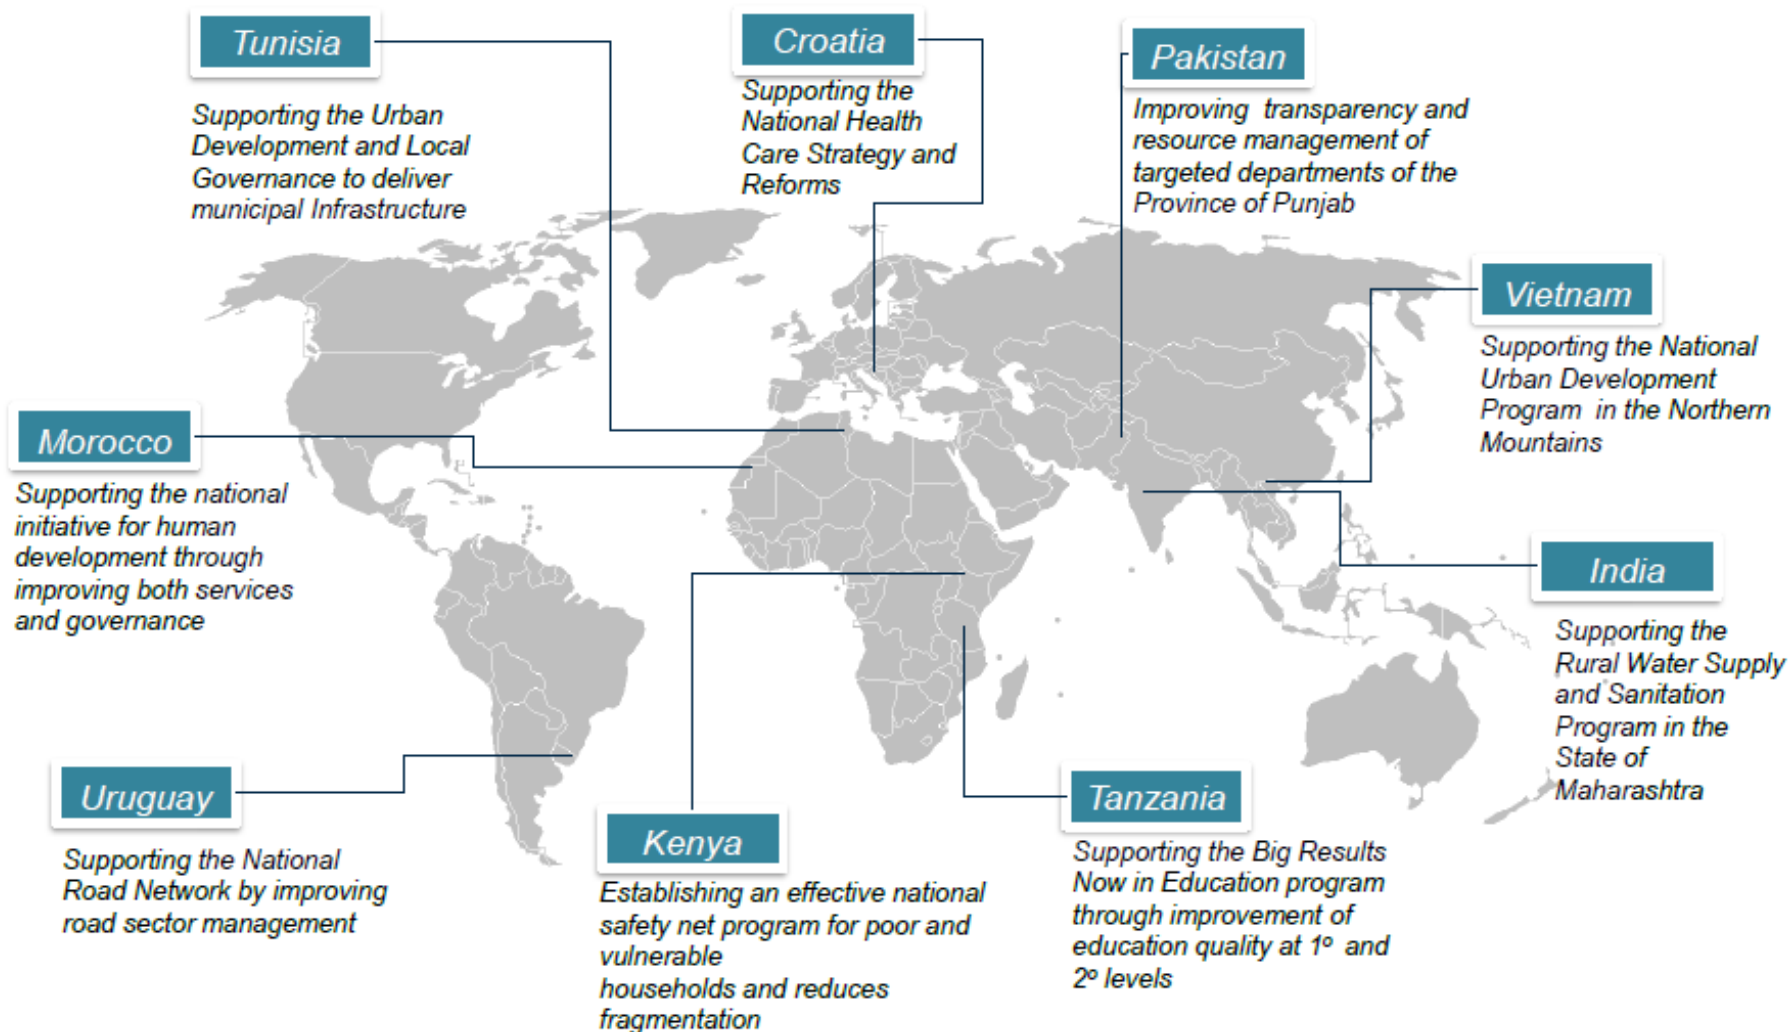 Tunisia
Supporting the Urban
Development and Local
Governance to deliver
municipal Infrastructure
Croatia
Supporting the
National Health
Care Strategy and
Reforms
Pakistan
Improving transparency and
resource management of
targeted departments of the
Province of Punjab
Vietnam
Supporting the National
Urban Development
Program in the Northern
Mountains
Morocco
Supporting the national
initiative for human
development through
improving both services
and governance
India
Supporting the
Rural Water Supply
and Sanitation
Program in the
State of
Maharashtra
Uruguay
Supporting the National
Road Network by improving
road sector management
Kenya
Establishing an effective national
safety net program for poor and
vulnerable
households and reduces
fragmentation
Tanzania
Supporting the Big Results
Now in Education program
through improvement of
education quality at 1º and
2º levels